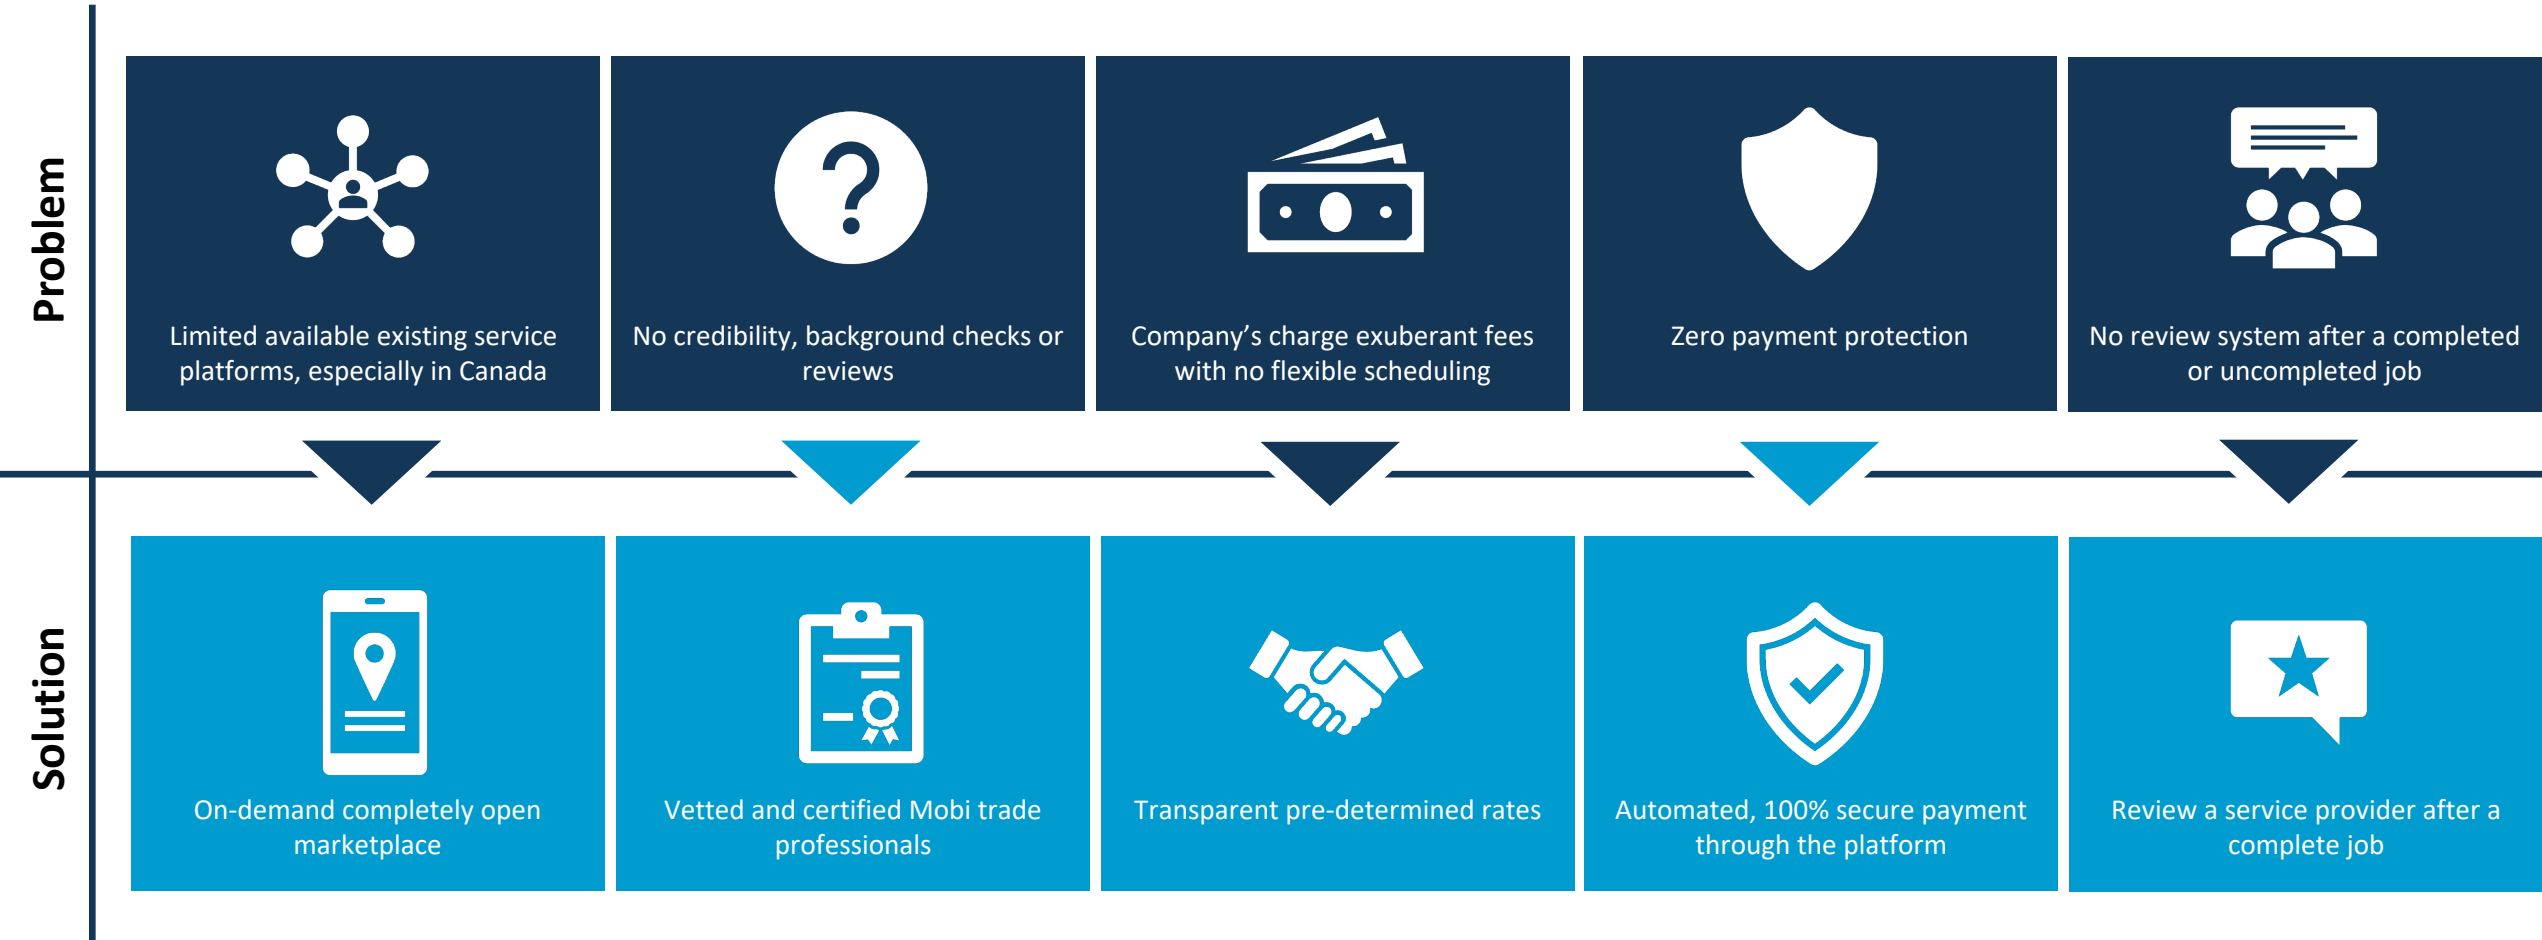 Problem
Limited available existing service
platforms, especially in Canada
No credibility, background checks or
reviews
Company’s charge exuberant fees
with no flexible scheduling
Zero payment protection
No review system after a completed
or uncompleted job
Solution
On-demand completely open
marketplace
Vetted and certified Mobi trade
professionals
Transparent pre-determined rates
Automated, 100% secure payment
through the platform
Review a service provider after a
complete job